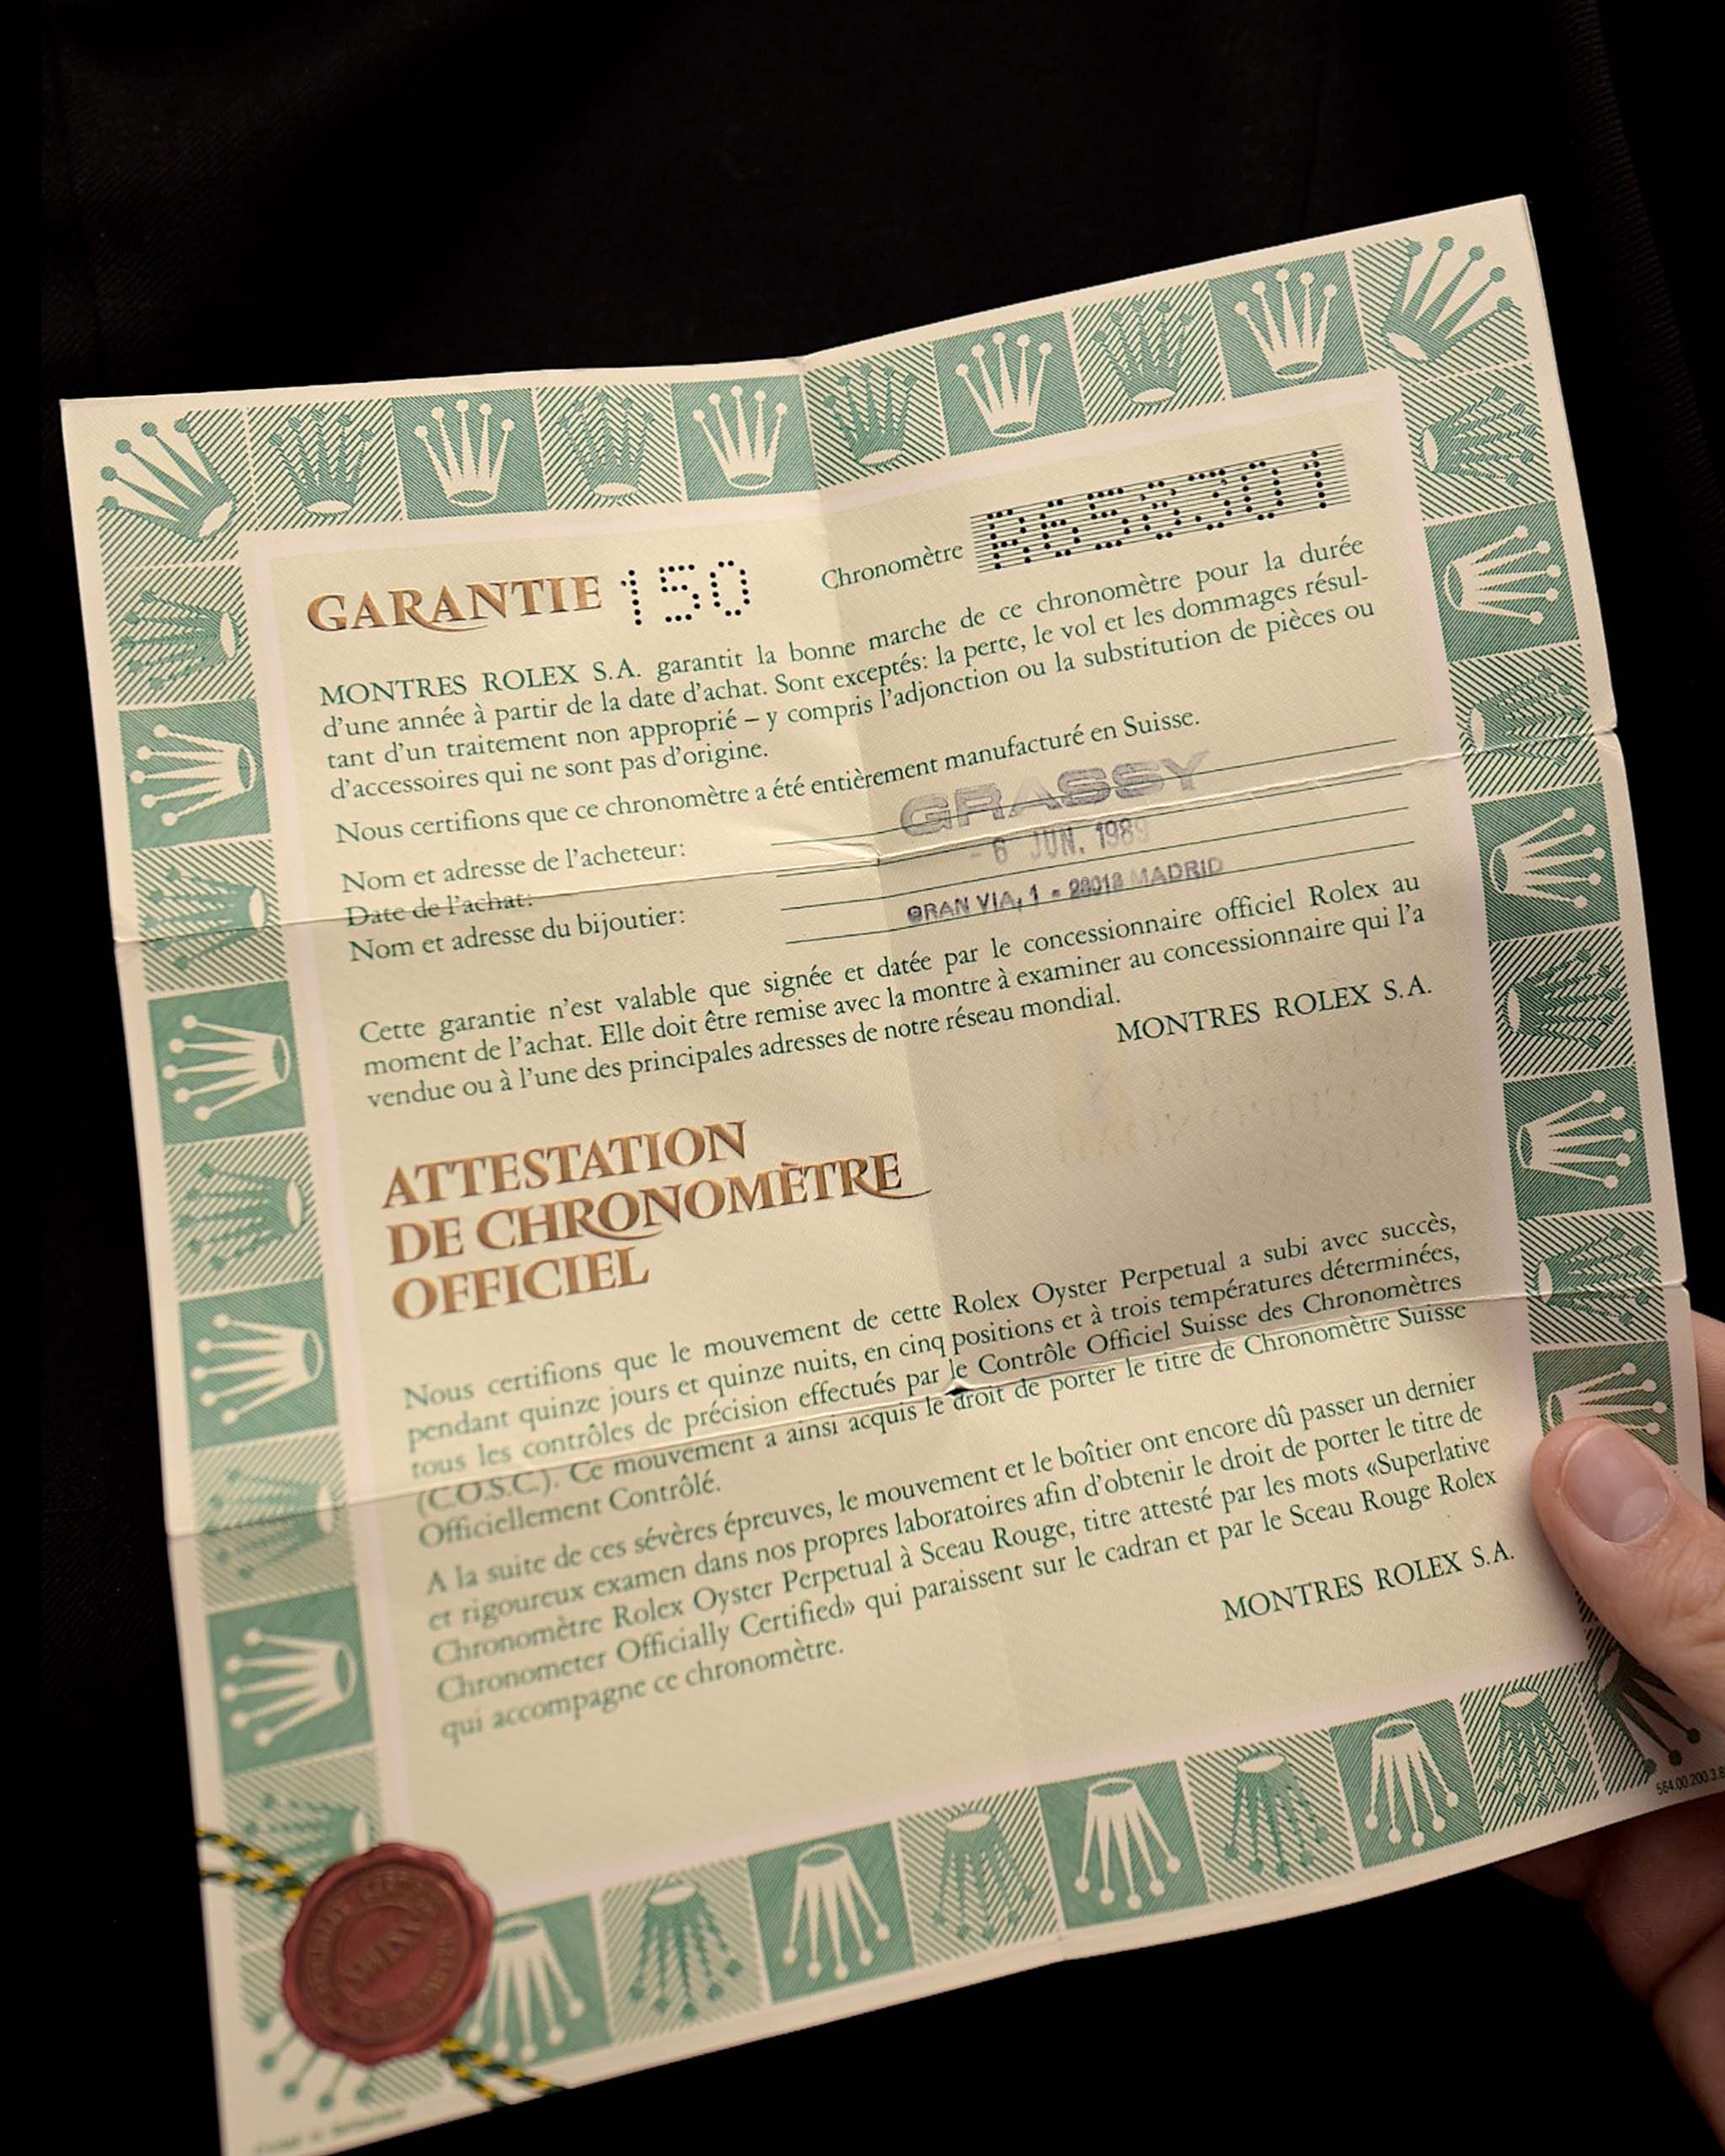 GARANTIE 150
Chronomètre
MONTRES ROLEX S.A. garantit la bonne marche de ce chronomètre pour la durée
d'une année à partir de la date d'achat. Sont exceptés: la perte, le vol et les dommages résul-
tant d'un traitement non approprié – y compris l'adjonction ou la substitution de pièces ou
d'accessoires qui ne sont pas d'origine.
Nous certifions que ce chronomètre a été entièrement manufacturé en Suisse.
GRASSY
Nom et adresse de l'acheteur:
- 6 JUN. 1989
Date de l'achat:
GRAN VIA, 1 - 28013 MADRID
Nom et adresse du bijoutier:
Cette garantie n'est valable que signée et datée par le concessionnaire officiel Rolex au
moment de l'achat. Elle doit être remise avec la montre à examiner au concessionnaire qui l'a
vendue ou à l'une des principales adresses de notre réseau mondial.
MONTRES ROLEX S.A.
ATTESTATION
DE CHRONOMÈTRE
OFFICIEL
Nous certifions que le mouvement de cette Rolex Oyster Perpetual a subi avec succès,
pendant quinze jours et quinze nuits, en cinq positions et à trois températures déterminées,
tous les contrôles de précision effectués par le Contrôle Officiel Suisse des Chronomètres
(C.O.S.C.). Ce mouvement a ainsi acquis le droit de porter le titre de Chronomètre Suisse
Officiellement Contrôlé.
A la suite de ces sévères épreuves, le mouvement et le boîtier ont encore dû passer un dernier
et rigoureux examen dans nos propres laboratoires afin d'obtenir le droit de porter le titre de
Chronomètre Rolex Oyster Perpetual à Sceau Rouge, titre attesté par les mots «Superlative
Chronometer Officially Certified» qui paraissent sur le cadran et par le Sceau Rouge Rolex
qui accompagne ce chronomètre.
MONTRES ROLEX S.A.